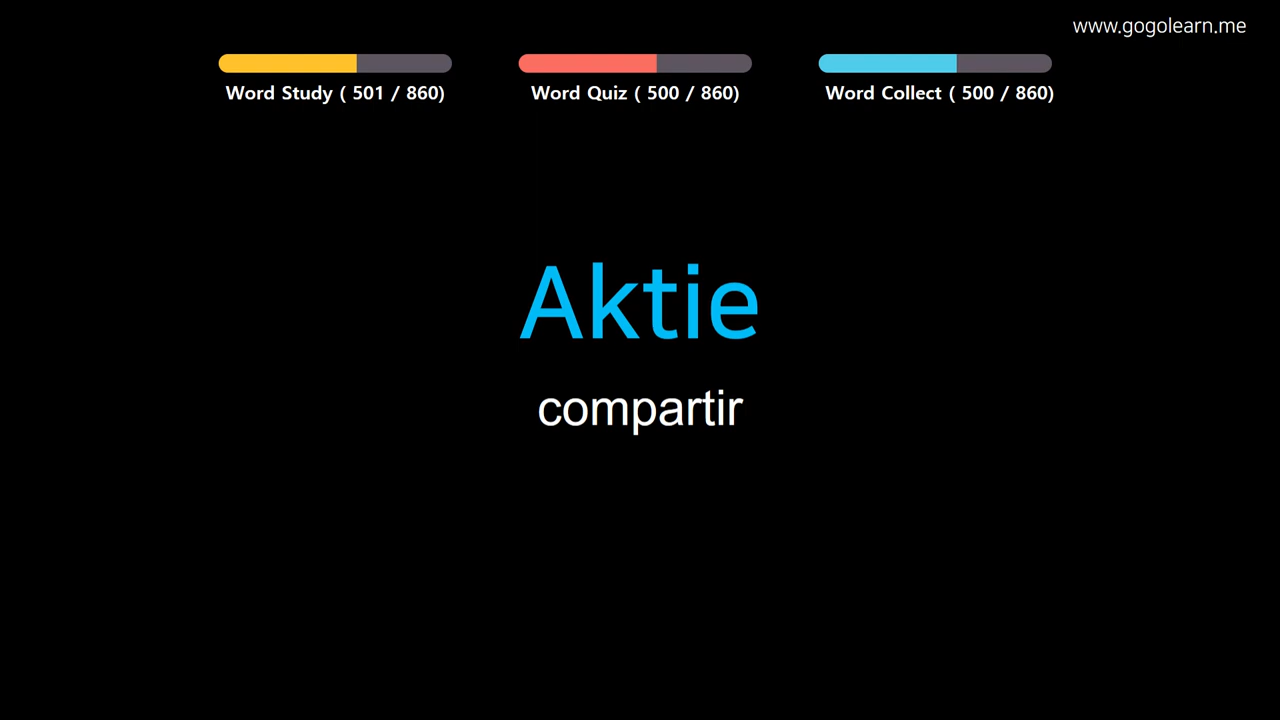 www.gogolearn.me
Word Study ( 501 / 860)
Word Quiz ( 500 / 860)
Word Collect ( 500 / 860)
Aktie
compartir